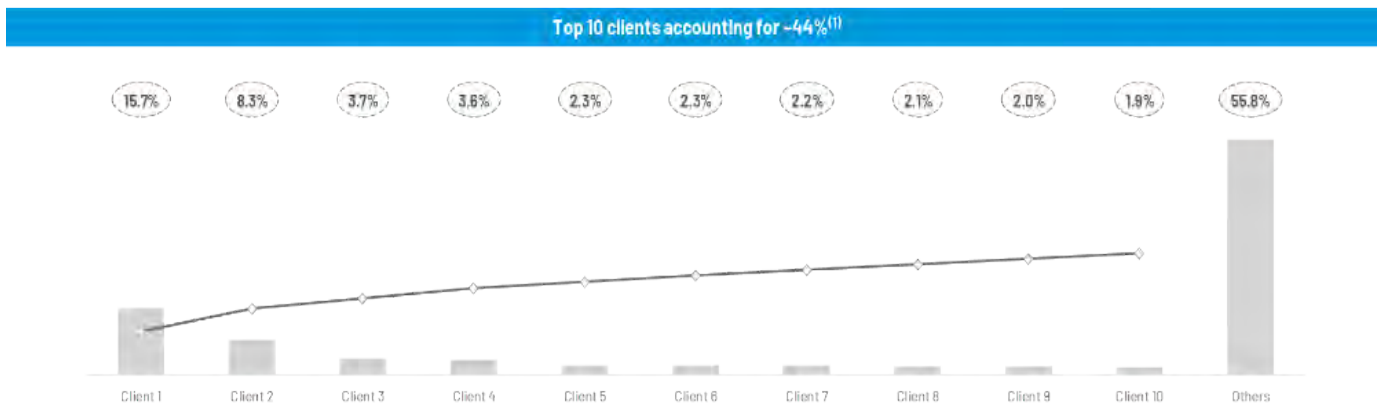 Top 10 clients accounting for ~44%(1)
15.7% 8.3% 3.7% 3.6% 2.3% 2.3% 2.2% 2.1% 2.0% 1.9% 55.8%
Client 1 Client 2 Client 3 Client 4 Client 5 Client 6 Client 7 Client 8 Client 9 Client 10 Others